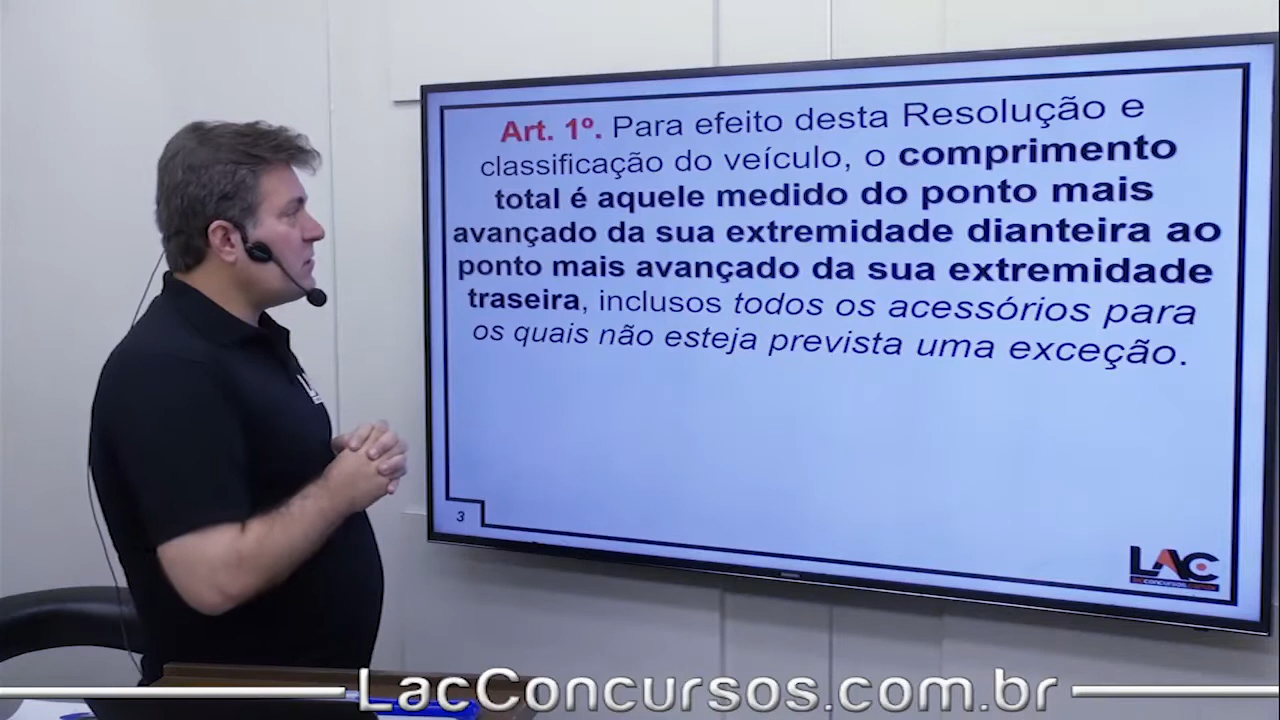 Art. 1º. Para efeito desta Resolução e
classificação do veículo, o comprimento
total é aquele medido do ponto mais
avançado da sua extremidade dianteira ao
ponto mais avançado da sua extremidade
traseira, inclusos todos os acessórios para
os quais não esteja prevista uma exceção.
3
LAC
LacConcursos.com.br